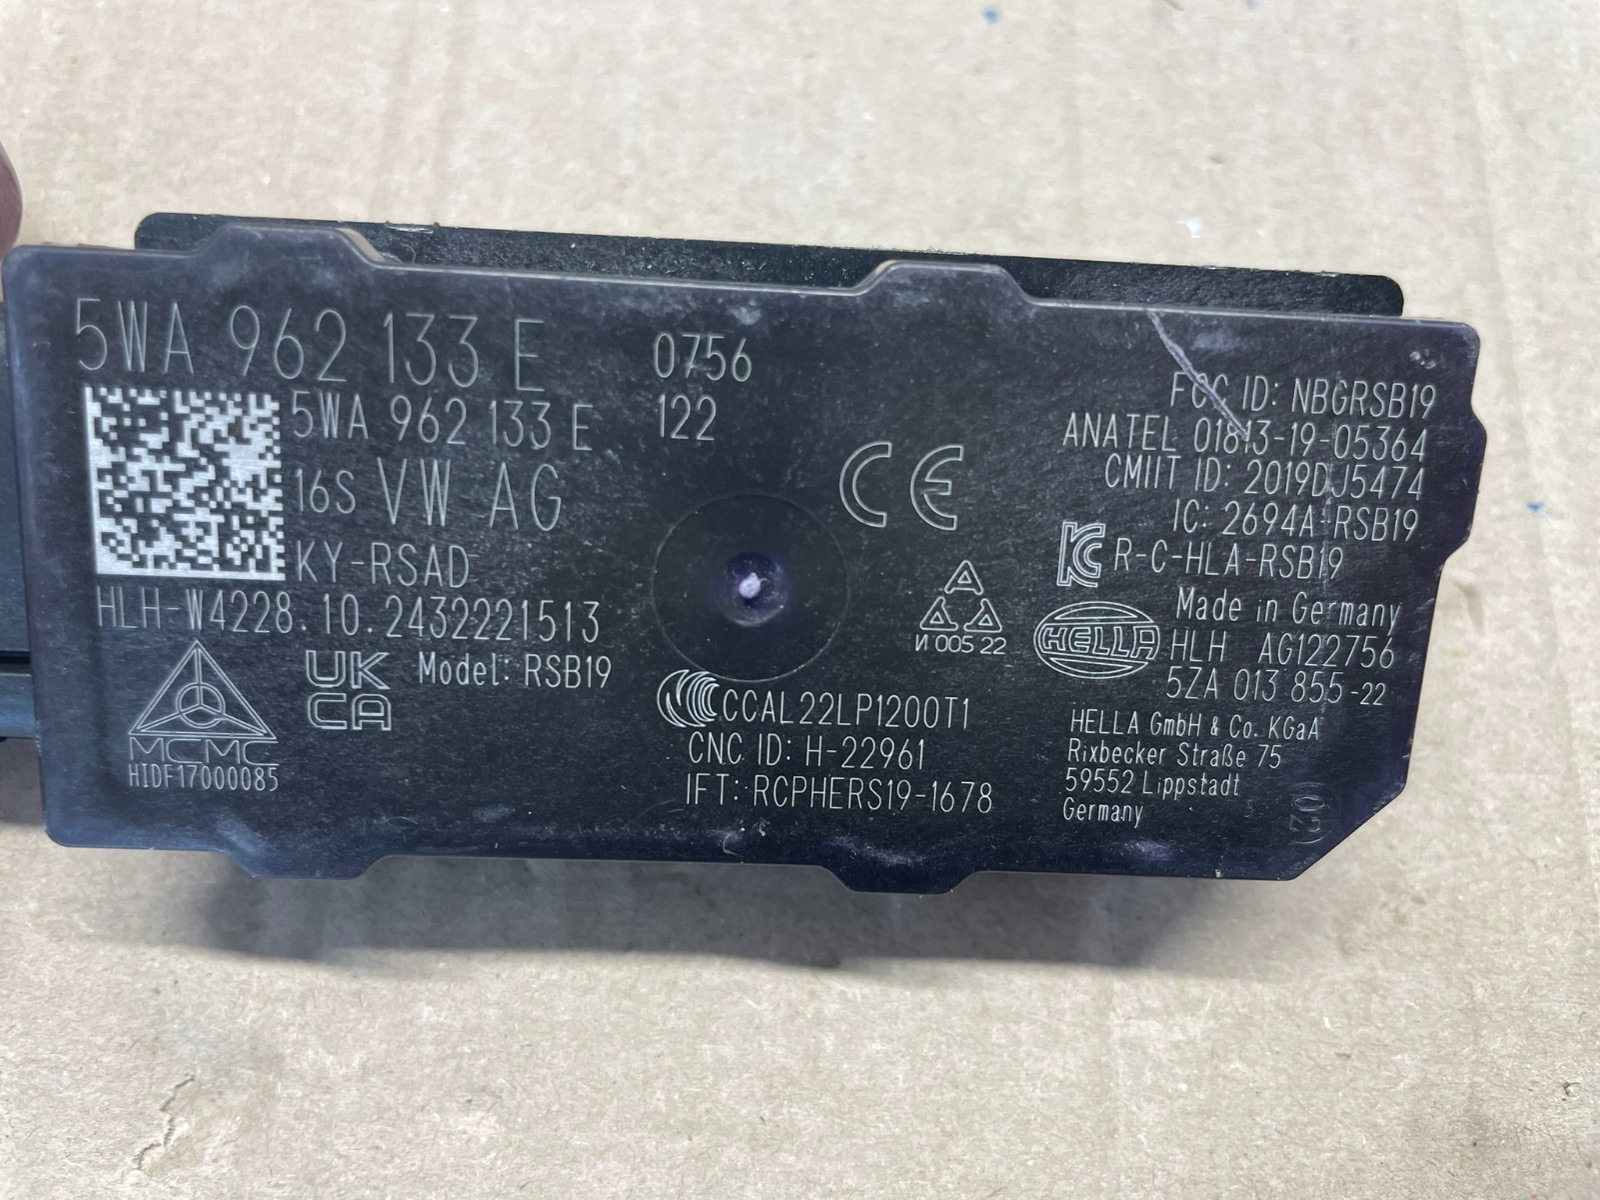 5WA 962 133 E
0756
5WA 962 133 E
122
16S VW AG
KY-RSAD
HLH-W4228.10.2432221513
UK
CA
Model: RSB19
MCMC
HIDF17000085
CE
И 005 22
CCAL22LP1200T1
CNC ID: H-22961
IFT: RCPHERS19-1678
FCC ID: NBGRSB19
ANATEL 01813-19-05364
CMIIT ID: 2019DJ5474
IC: 2694A-RSB19
R-C-HLA-RSB19
Made in Germany
HELLA
HLH AG122756
5ZA 013 855-22
HELLA GmbH & Co. KGaA
Rixbecker Straße 75
59552 Lippstadt
Germany
02